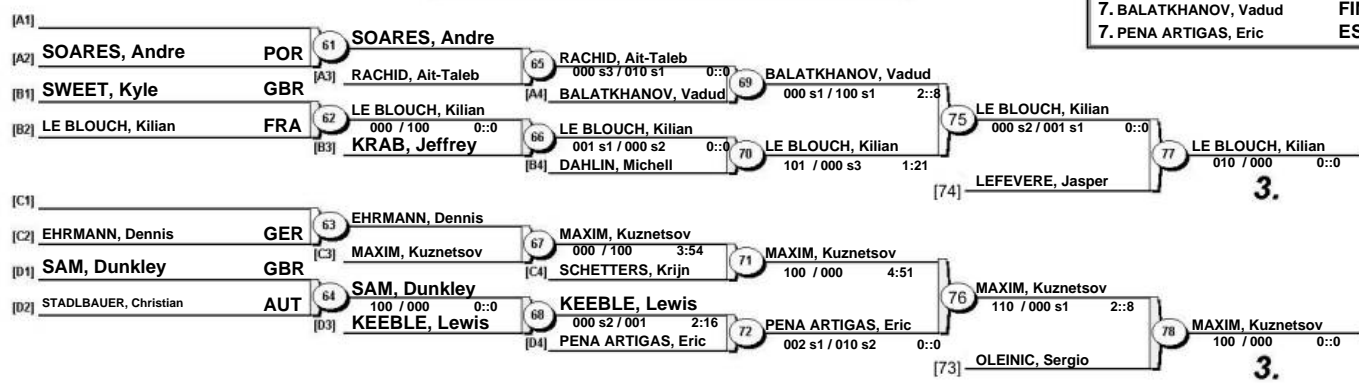 7. BALATKHANOV, Vadud FIN
7. PENA ARTIGAS, Eric ES
[A1]
[A2] SOARES, Andre POR
[B1] SWEET, Kyle GBR
[B2] LE BLOUCH, Kilian FRA
61 SOARES, Andre
[A3] RACHID, Ait-Taleb
62 LE BLOUCH, Kilian
000 / 100 0::0
[B3] KRAB, Jeffrey
65 RACHID, Ait-Taleb
000 s3 / 010 s1 0::0
[A4] BALATKHANOV, Vadud
66 LE BLOUCH, Kilian
001 s1 / 000 s2 0::0
[B4] DAHLIN, Michell
69 BALATKHANOV, Vadud
000 s1 / 100 s1 2::8
70 LE BLOUCH, Kilian
101 / 000 s3 1:21
75 LE BLOUCH, Kilian
000 s2 / 001 s1 0::0
[74] LEFEVERE, Jasper
77 LE BLOUCH, Kilian
010 / 000 0::0
3.
[C1]
[C2] EHRMANN, Dennis GER
[D1] SAM, Dunkley GBR
[D2] STADLBAUER, Christian AUT
63 EHRMANN, Dennis
[C3] MAXIM, Kuznetsov
64 SAM, Dunkley
100 / 000 0::0
[D3] KEEBLE, Lewis
67 MAXIM, Kuznetsov
000 / 100 3:54
[C4] SCHETTERS, Krijn
68 KEEBLE, Lewis
000 s2 / 001 2:16
[D4] PENA ARTIGAS, Eric
71 MAXIM, Kuznetsov
100 / 000 4:51
72 PENA ARTIGAS, Eric
002 s1 / 010 s2 0::0
76 MAXIM, Kuznetsov
110 / 000 s1 2::8
[73] OLEINIC, Sergio
78 MAXIM, Kuznetsov
100 / 000 0::0
3.